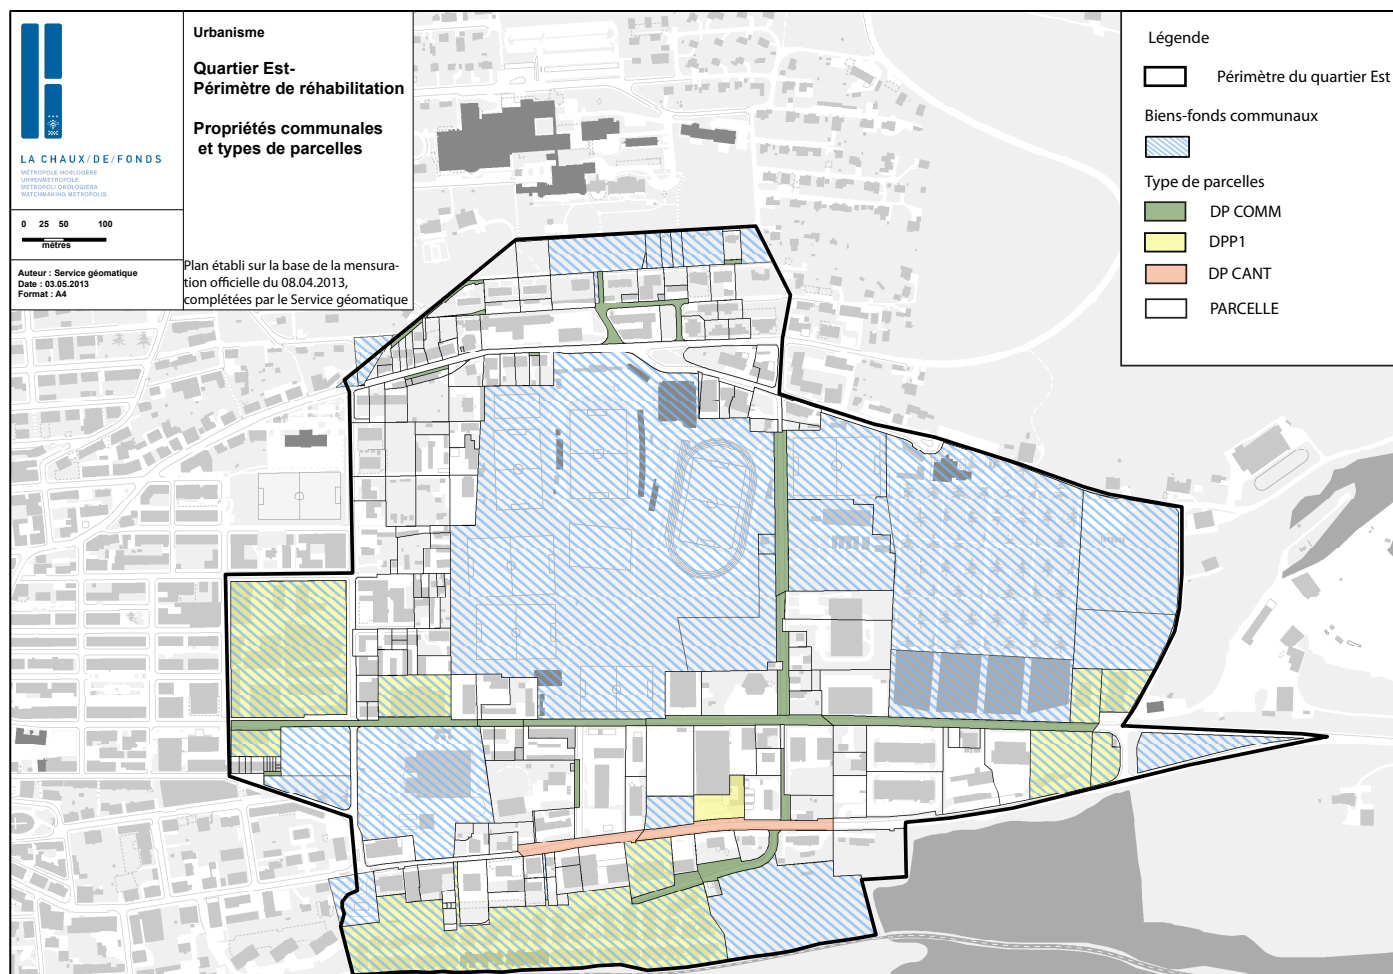 LA CHAUX/DE/FONDS
MÉTROPOLE HORLOGÈRE
UHRENMETROPOLE
METROPOLI OROLOGIERA
WATCHMAKING METROPOLIS
0 25 50 100
mètres
Auteur : Service géomatique
Date : 03.05.2013
Format : A4
Urbanisme
Quartier Est-
Périmètre de réhabilitation
Propriétés communales
et types de parcelles
Plan établi sur la base de la mensura-
tion officielle du 08.04.2013,
complétées par le Service géomatique
Légende
Périmètre du quartier Est
Biens-fonds communaux
Type de parcelles
DP COMM
DPP1
DP CANT
PARCELLE